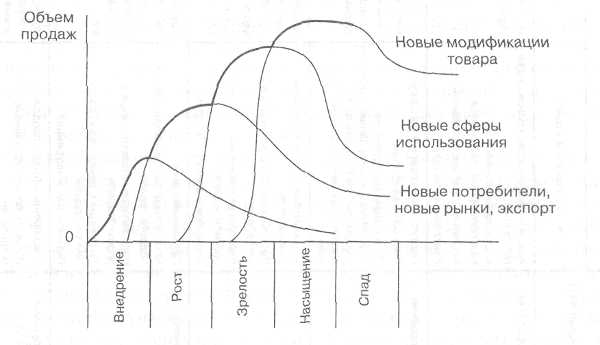 Объем
продаж
Новые модификации
товара
Новые сферы
использования
Новые потребители,
новые рынки, экспорт
0
Внедрение
Рост
Зрелость
Насыщение
Спад